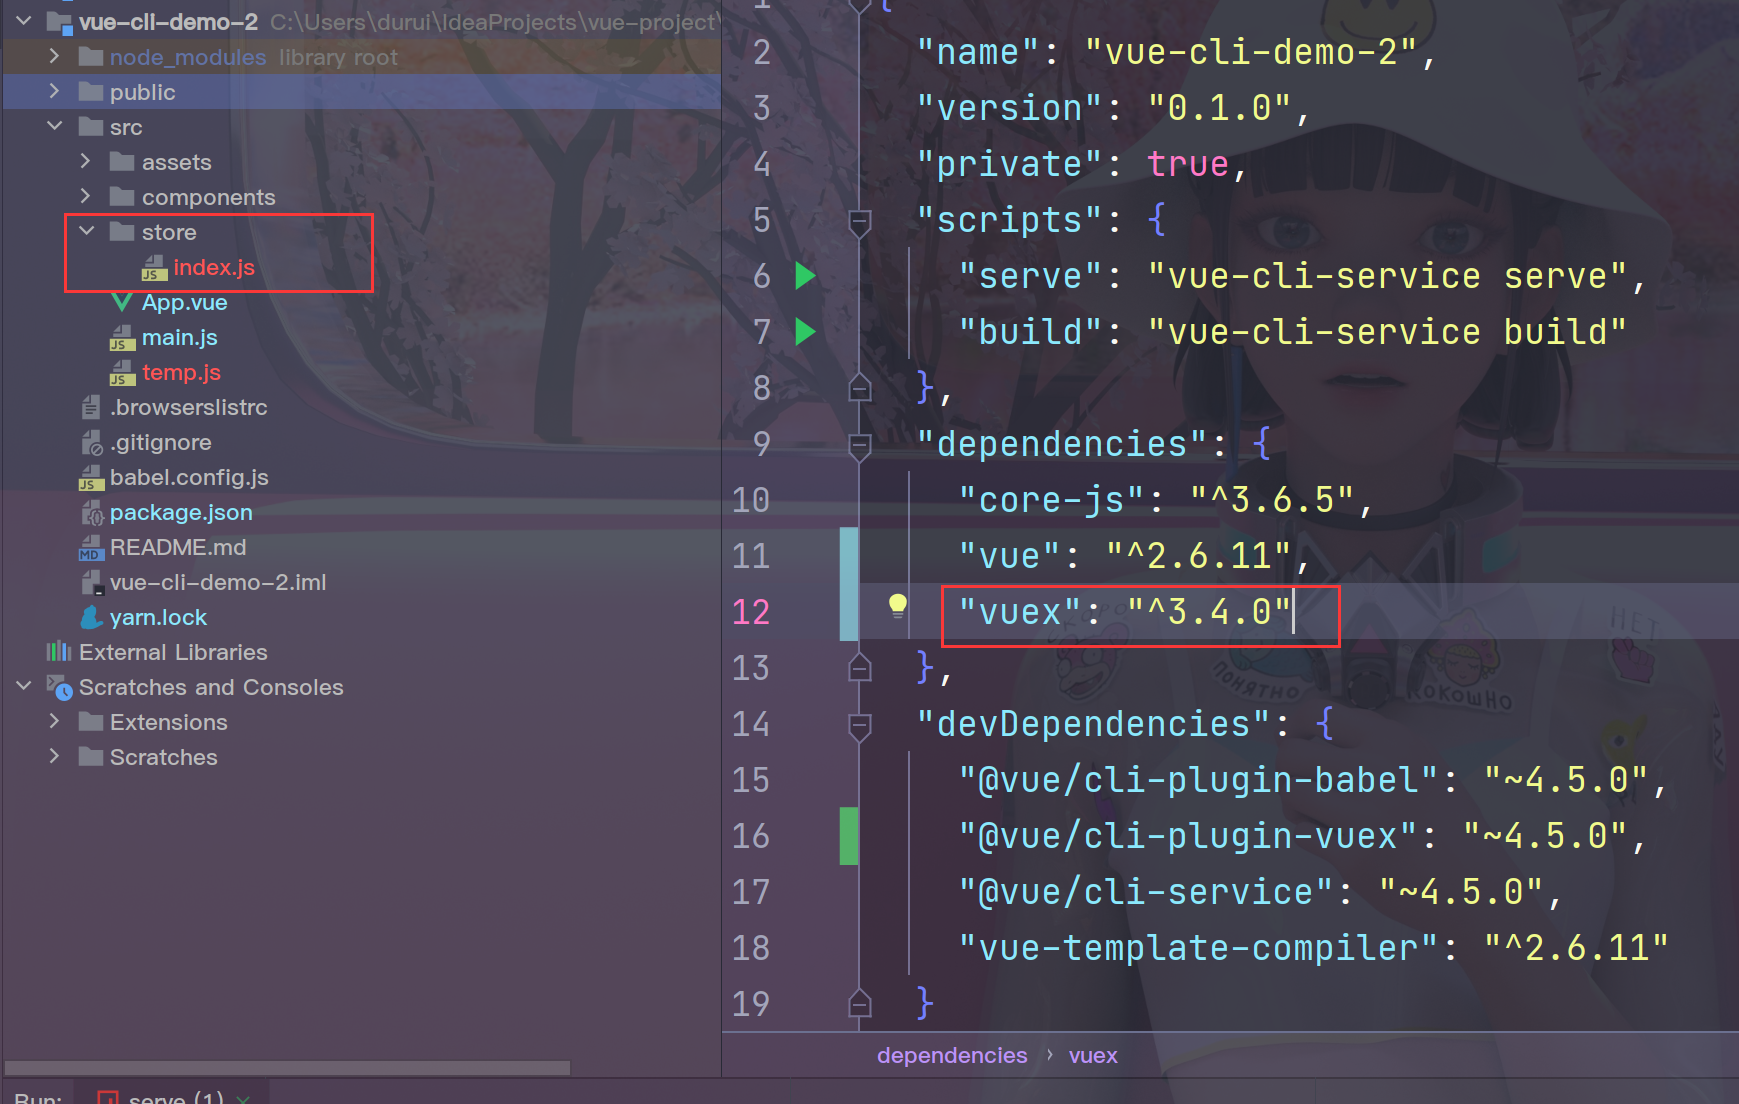 vue-cli-demo-2 C:\Users\durui\IdeaProjects\vue-project\
node_modules library root
public
src
assets
components
store
index.js
App.vue
main.js
temp.js
.browserslistrc
.gitignore
babel.config.js
package.json
README.md
vue-cli-demo-2.iml
yarn.lock
External Libraries
Scratches and Consoles
Extensions
Scratches
1 {
2 "name": "vue-cli-demo-2",
3 "version": "0.1.0",
4 "private": true,
5 "scripts": {
6 "serve": "vue-cli-service serve",
7 "build": "vue-cli-service build"
8 },
9 "dependencies": {
10 "core-js": "^3.6.5",
11 "vue": "^2.6.11",
12 "vuex": "^3.4.0"
13 },
14 "devDependencies": {
15 "@vue/cli-plugin-babel": "~4.5.0",
16 "@vue/cli-plugin-vuex": "~4.5.0",
17 "@vue/cli-service": "~4.5.0",
18 "vue-template-compiler": "^2.6.11"
19 }
НЕТ
ПОНЯТНО
КОКОШНО
dependencies › vuex
Run: serve (1)